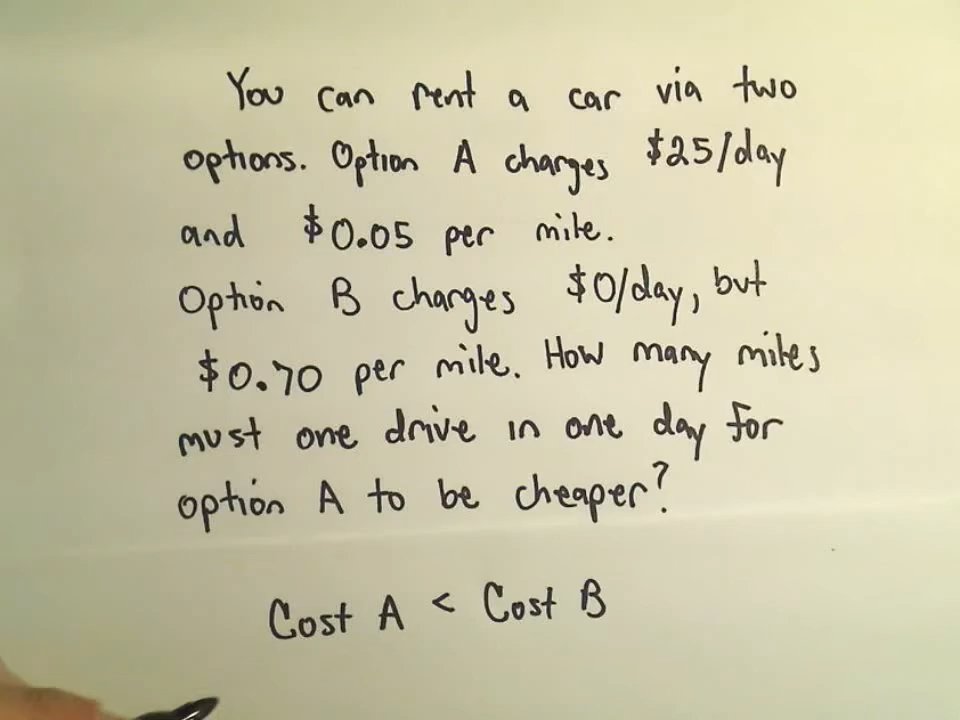 You can rent a car via two
options. Option A charges $25/day
and $0.05 per mile.
Option B charges $0/day, but
$0.70 per mile. How many miles
must one drive in one day for
option A to be cheaper?
Cost A < Cost B